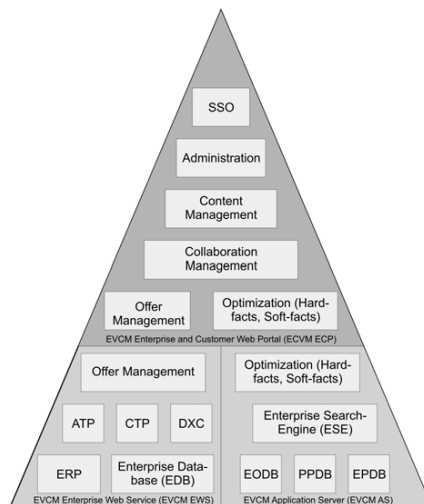 SSO
Administration
Content
Management
Collaboration
Management
Offer
Management
Optimization (Hard-
facts, Soft-facts)
EVCM Enterprise and Customer Web Portal (ECVM ECP)
Offer Management
ATP
CTP
DXC
ERP
Enterprise Data-
base (EDB)
EVCM Enterprise Web Service (EVCM EWS)
Optimization (Hard-
facts, Soft-facts)
Enterprise Search-
Engine (ESE)
EODB
PPDB
EPDB
EVCM Application Server (EVCM AS)